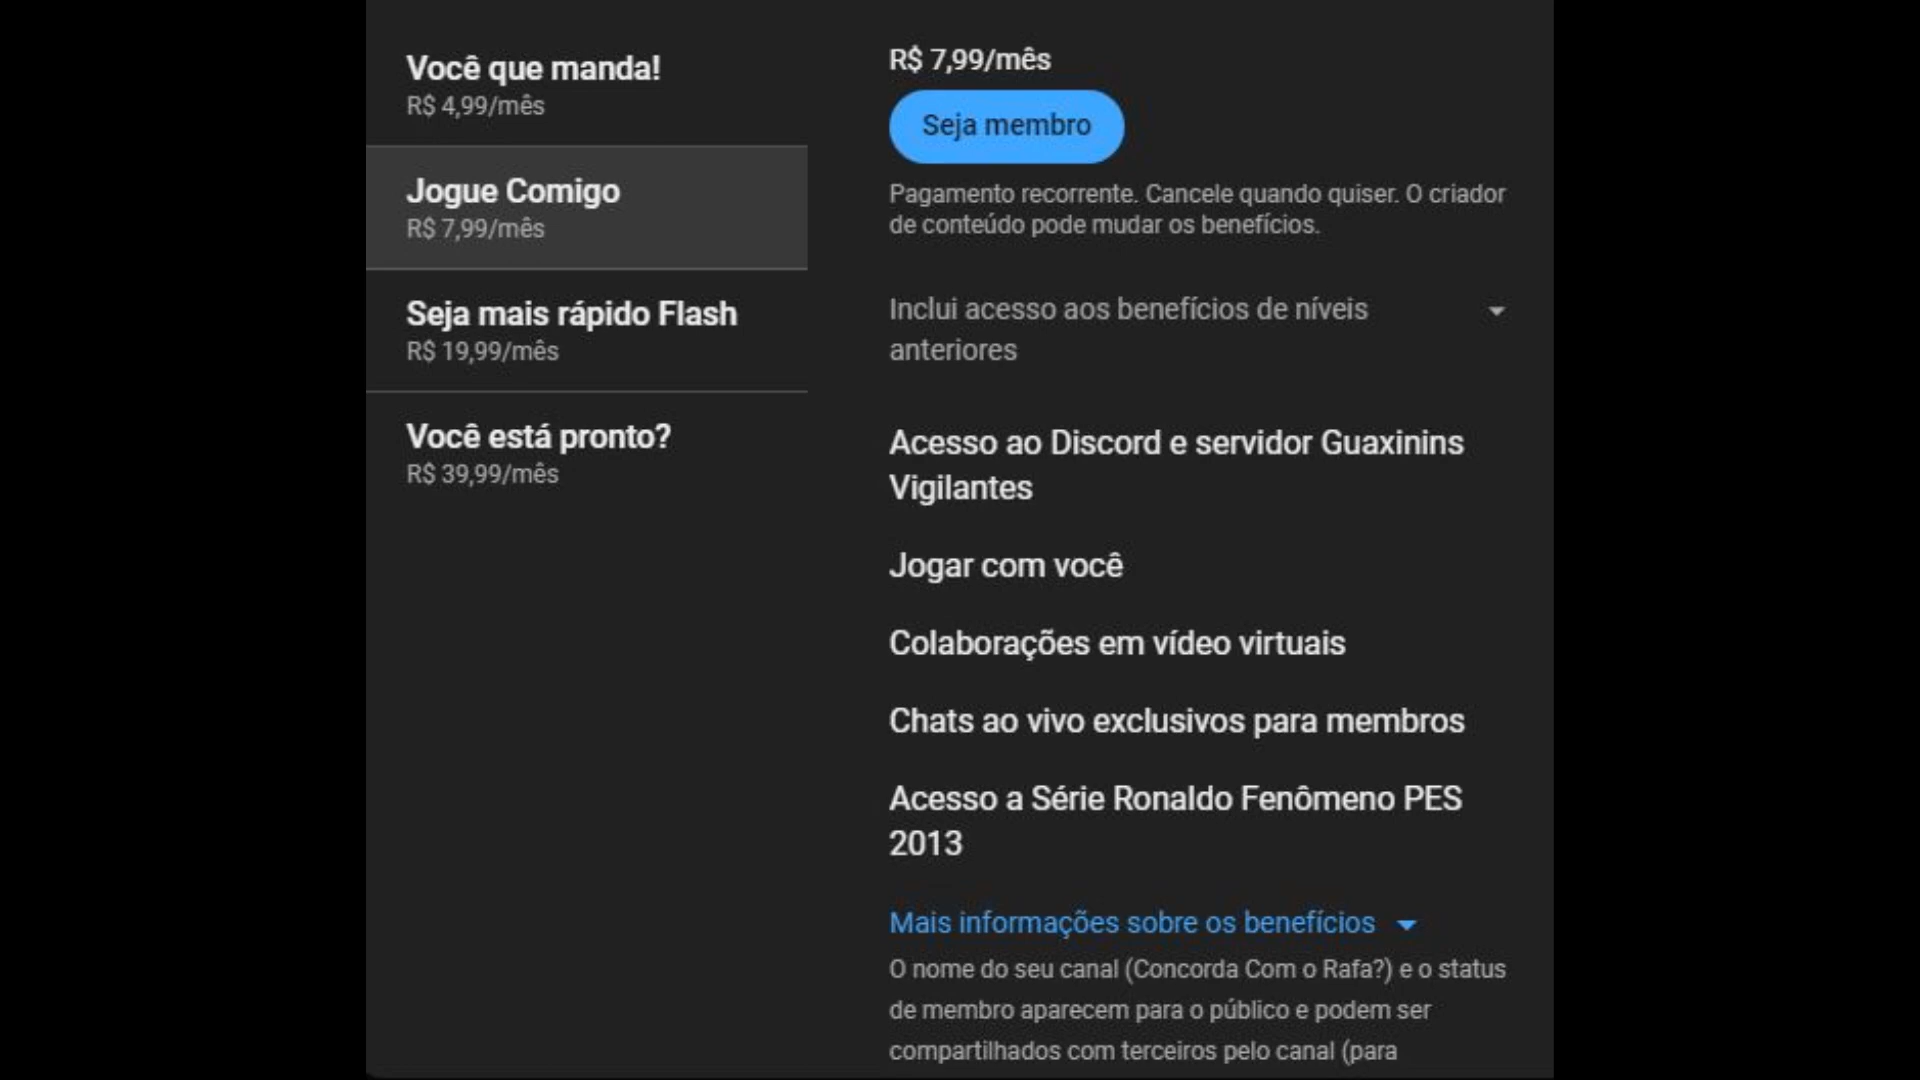 Você que manda!
R$ 4,99/mês
Jogue Comigo
R$ 7,99/mês
Seja mais rápido Flash
R$ 19,99/mês
Você está pronto?
R$ 39,99/mês
R$ 7,99/mês
Seja membro
Pagamento recorrente. Cancele quando quiser. O criador
de conteúdo pode mudar os benefícios.
Inclui acesso aos benefícios de níveis
anteriores
Acesso ao Discord e servidor Guaxinins
Vigilantes
Jogar com você
Colaborações em vídeo virtuais
Chats ao vivo exclusivos para membros
Acesso a Série Ronaldo Fenômeno PES
2013
Mais informações sobre os benefícios
O nome do seu canal (Concorda Com o Rafa?) e o status
de membro aparecem para o público e podem ser
compartilhados com terceiros pelo canal (para